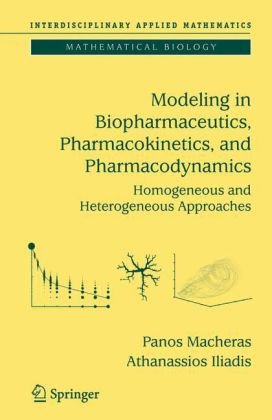 INTERDISCIPLINARY APPLIED MATHEMATICS
MATHEMATICAL BIOLOGY
Modeling in
Biopharmaceutics,
Pharmacokinetics, and
Pharmacodynamics
Homogeneous and
Heterogeneous Approaches
Panos Macheras
Athanassios Iliadis
Springer